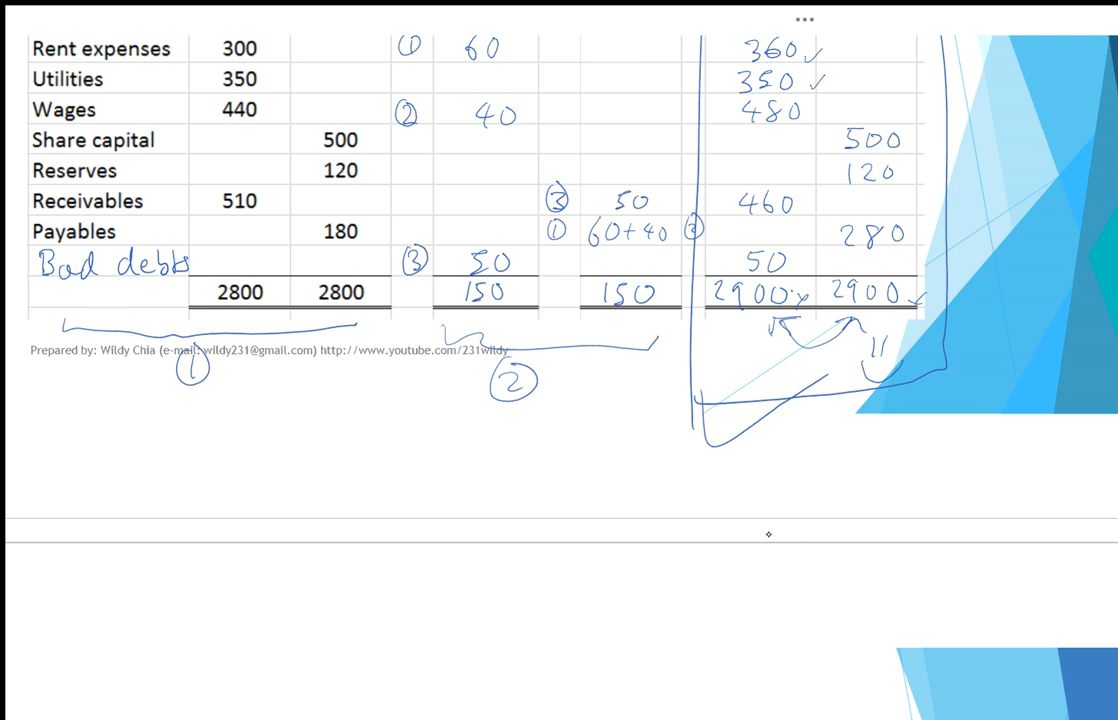 Rent expenses 300 ① 60 360 ✓
Utilities 350 350 ✓
Wages 440 ② 40 480
Share capital 500 500
Reserves 120 120
Receivables 510 ③ 50 460
Payables 180 ① 60+40 ② 280
Bad debts ③ 50 50
2800 2800 150 150 2900 2900 ✓
Prepared by: Wildy Chia (e-mail: wildy231@gmail.com) http://www.youtube.com/231wildy
① ②